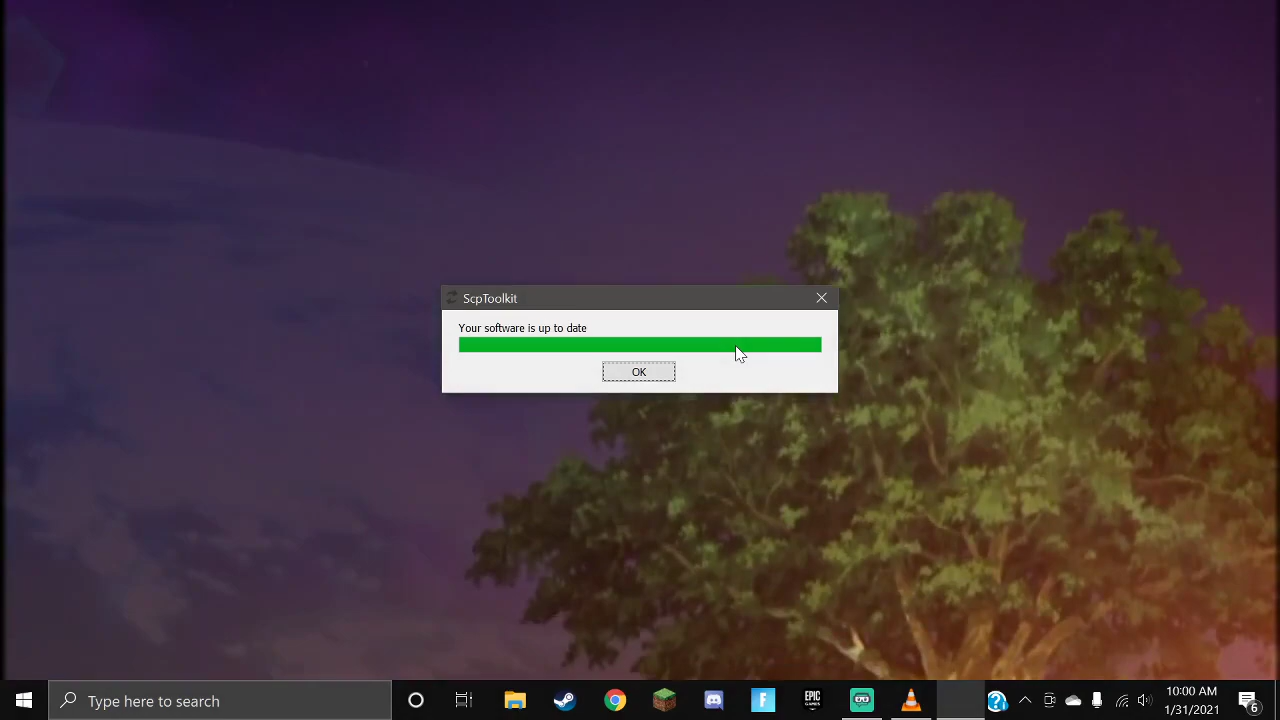 ScpToolkit
Your software is up to date
OK
Type here to search
EPIC
GAMES
10:00 AM
1/31/2021
6